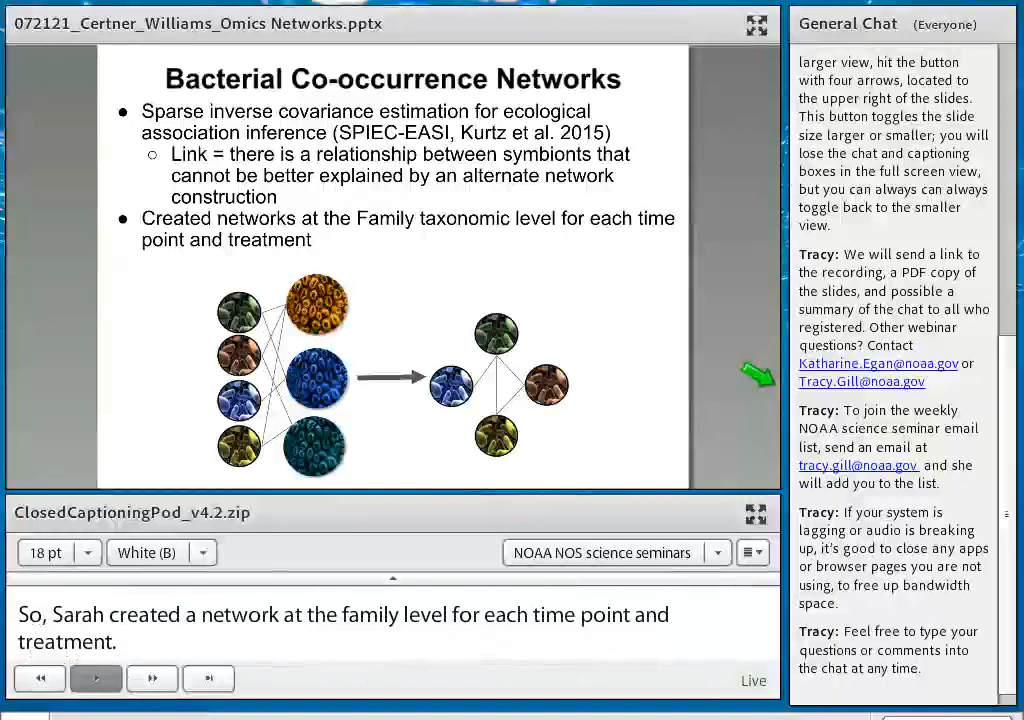 072121_Certner_Williams_Omics Networks.pptx
Bacterial Co-occurrence Networks
● Sparse inverse covariance estimation for ecological
association inference (SPIEC-EASI, Kurtz et al. 2015)
○ Link = there is a relationship between symbionts that
cannot be better explained by an alternate network
construction
● Created networks at the Family taxonomic level for each time
point and treatment
ClosedCaptioningPod_v4.2.zip
18 pt
White (B)
NOAA NOS science seminars
So, Sarah created a network at the family level for each time point and
treatment.
Live
General Chat (Everyone)
larger view, hit the button
with four arrows, located to
the upper right of the slides.
This button toggles the slide
size larger or smaller; you will
lose the chat and captioning
boxes in the full screen view,
but you can always can always
toggle back to the smaller
view.
Tracy: We will send a link to
the recording, a PDF copy of
the slides, and possible a
summary of the chat to all who
registered. Other webinar
questions? Contact
Katharine.Egan@noaa.gov or
Tracy.Gill@noaa.gov
Tracy: To join the weekly
NOAA science seminar email
list, send an email at
tracy.gill@noaa.gov and she
will add you to the list.
Tracy: If your system is
lagging or audio is breaking
up, it's good to close any apps
or browser pages you are not
using, to free up bandwidth
space.
Tracy: Feel free to type your
questions or comments into
the chat at any time.